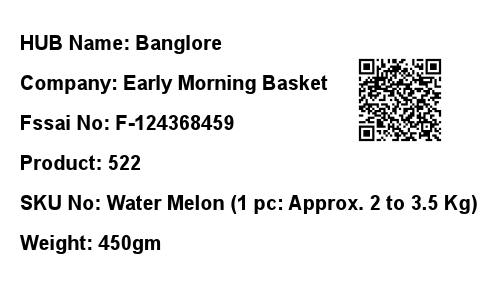 HUB Name: Banglore
Company: Early Morning Basket
Fssai No: F-124368459
Product: 522
SKU No: Water Melon (1 pc: Approx. 2 to 3.5 Kg)
Weight: 450gm